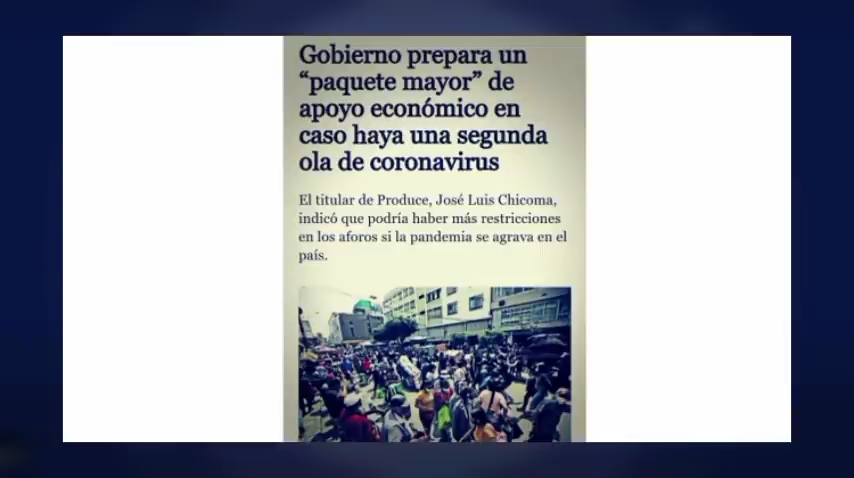 Gobierno prepara un
“paquete mayor” de
apoyo económico en
caso haya una segunda
ola de coronavirus
El titular de Produce, José Luis Chicoma,
indicó que podría haber más restricciones
en los aforos si la pandemia se agrava en el
país.